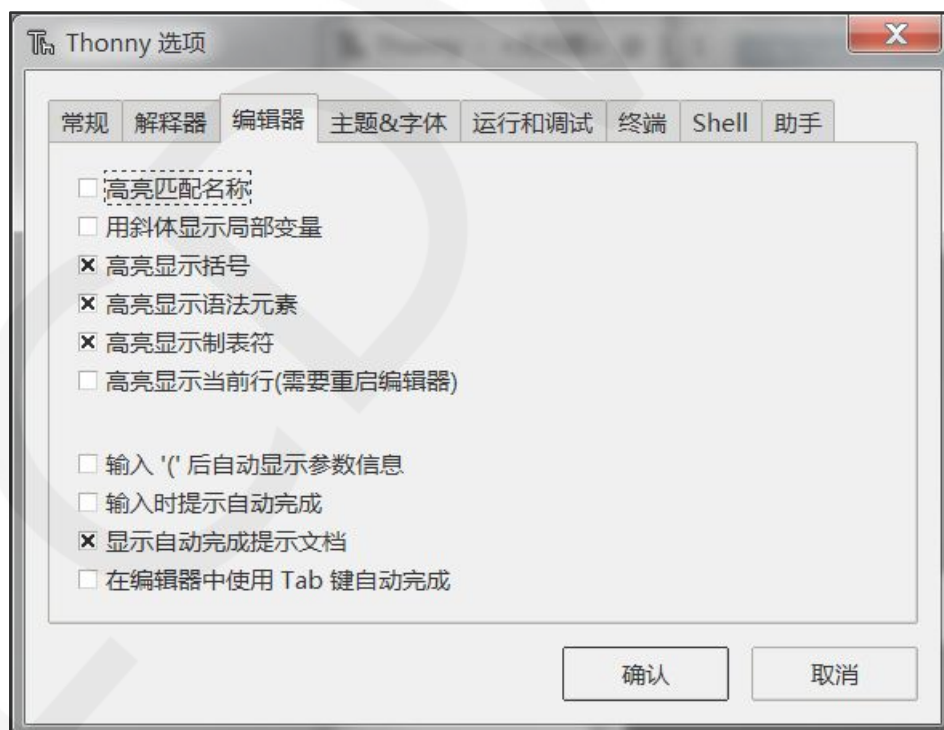 Thonny 选项
常规 解释器 编辑器 主题&字体 运行和调试 终端 Shell 助手
高亮匹配名称
用斜体显示局部变量
高亮显示括号
高亮显示语法元素
高亮显示制表符
高亮显示当前行(需要重启编辑器)
输入 '(' 后自动显示参数信息
输入时提示自动完成
显示自动完成提示文档
在编辑器中使用 Tab 键自动完成
确认 取消